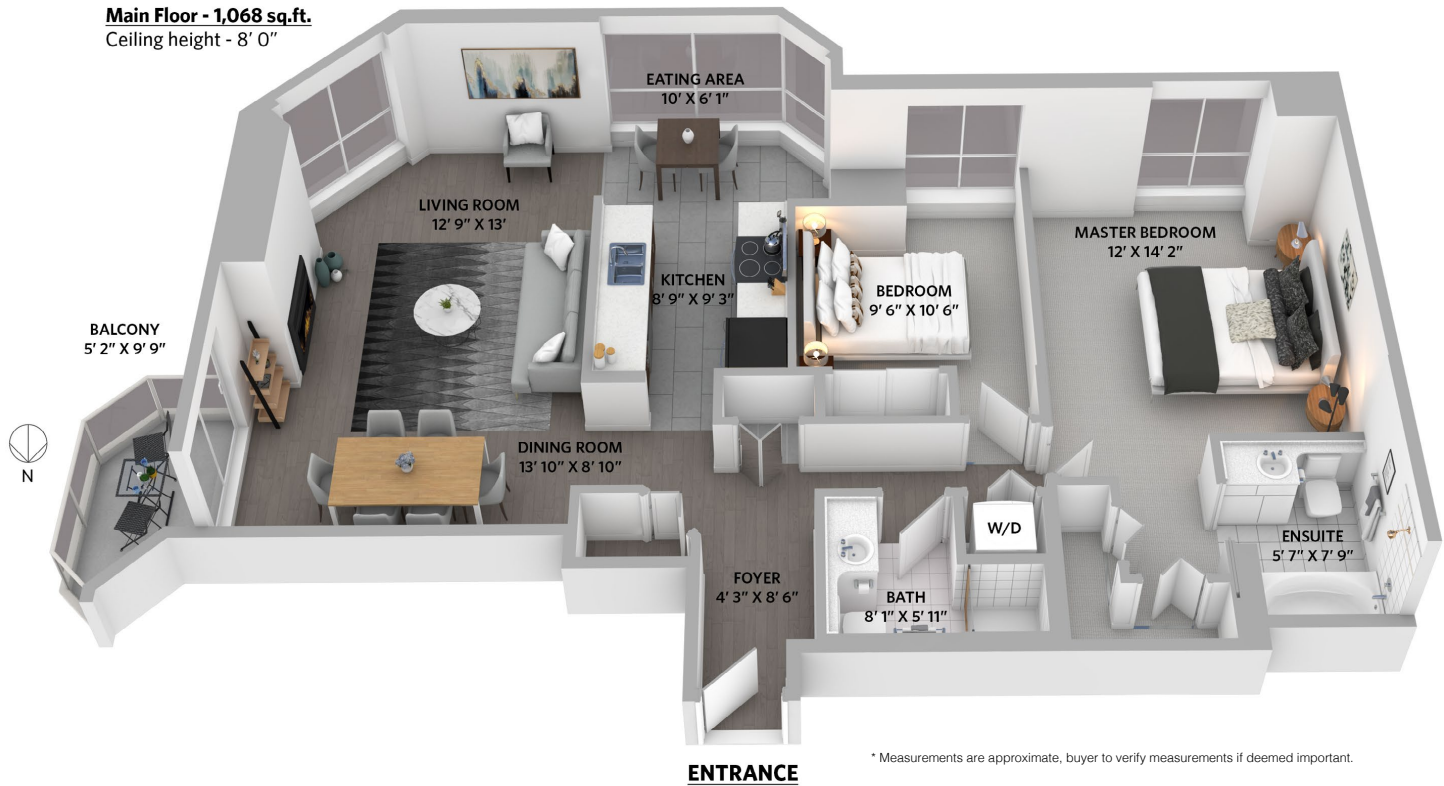 Main Floor - 1,068 sq.ft.
Ceiling height - 8' 0"
EATING AREA
10' X 6' 1"
LIVING ROOM
12' 9" X 13'
MASTER BEDROOM
12' X 14' 2"
KITCHEN
8' 9" X 9' 3"
BEDROOM
9' 6" X 10' 6"
BALCONY
5' 2" X 9' 9"
N
DINING ROOM
13' 10" X 8' 10"
W/D
ENSUITE
5' 7" X 7' 9"
FOYER
4' 3" X 8' 6"
BATH
8' 1" X 5' 11"
ENTRANCE
* Measurements are approximate, buyer to verify measurements if deemed important.